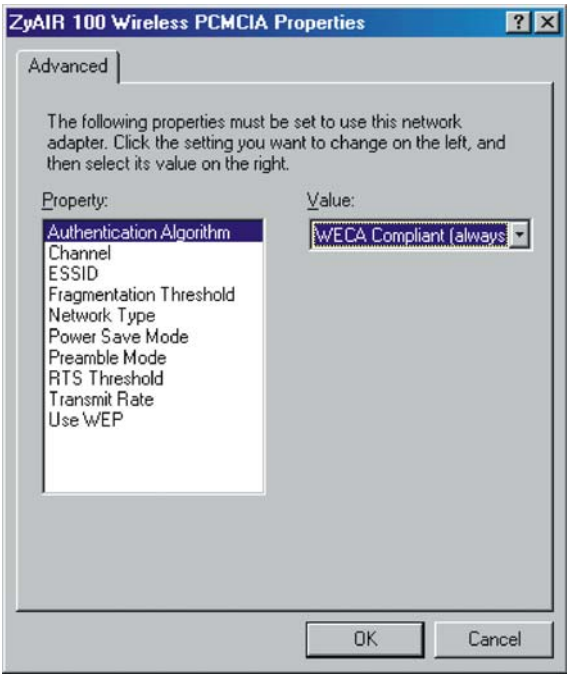 ZyAIR 100 Wireless PCMCIA Properties
Advanced
The following properties must be set to use this network
adapter. Click the setting you want to change on the left, and
then select its value on the right.
Property:
Value:
Authentication Algorithm
WECA Compliant (always
Channel
ESSID
Fragmentation Threshold
Network Type
Power Save Mode
Preamble Mode
RTS Threshold
Transmit Rate
Use WEP
OK
Cancel